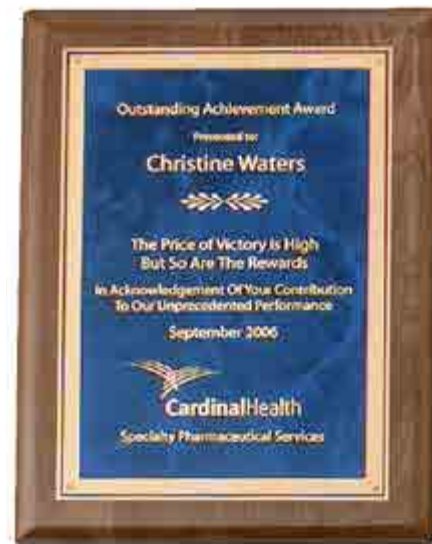 Outstanding Achievement Award
Presented to:
Christine Waters
The Price of Victory is High
But So Are The Rewards
In Acknowledgement Of Your Contribution
To Our Unprecedented Performance
September 2006
CardinalHealth
Specialty Pharmaceutical Services